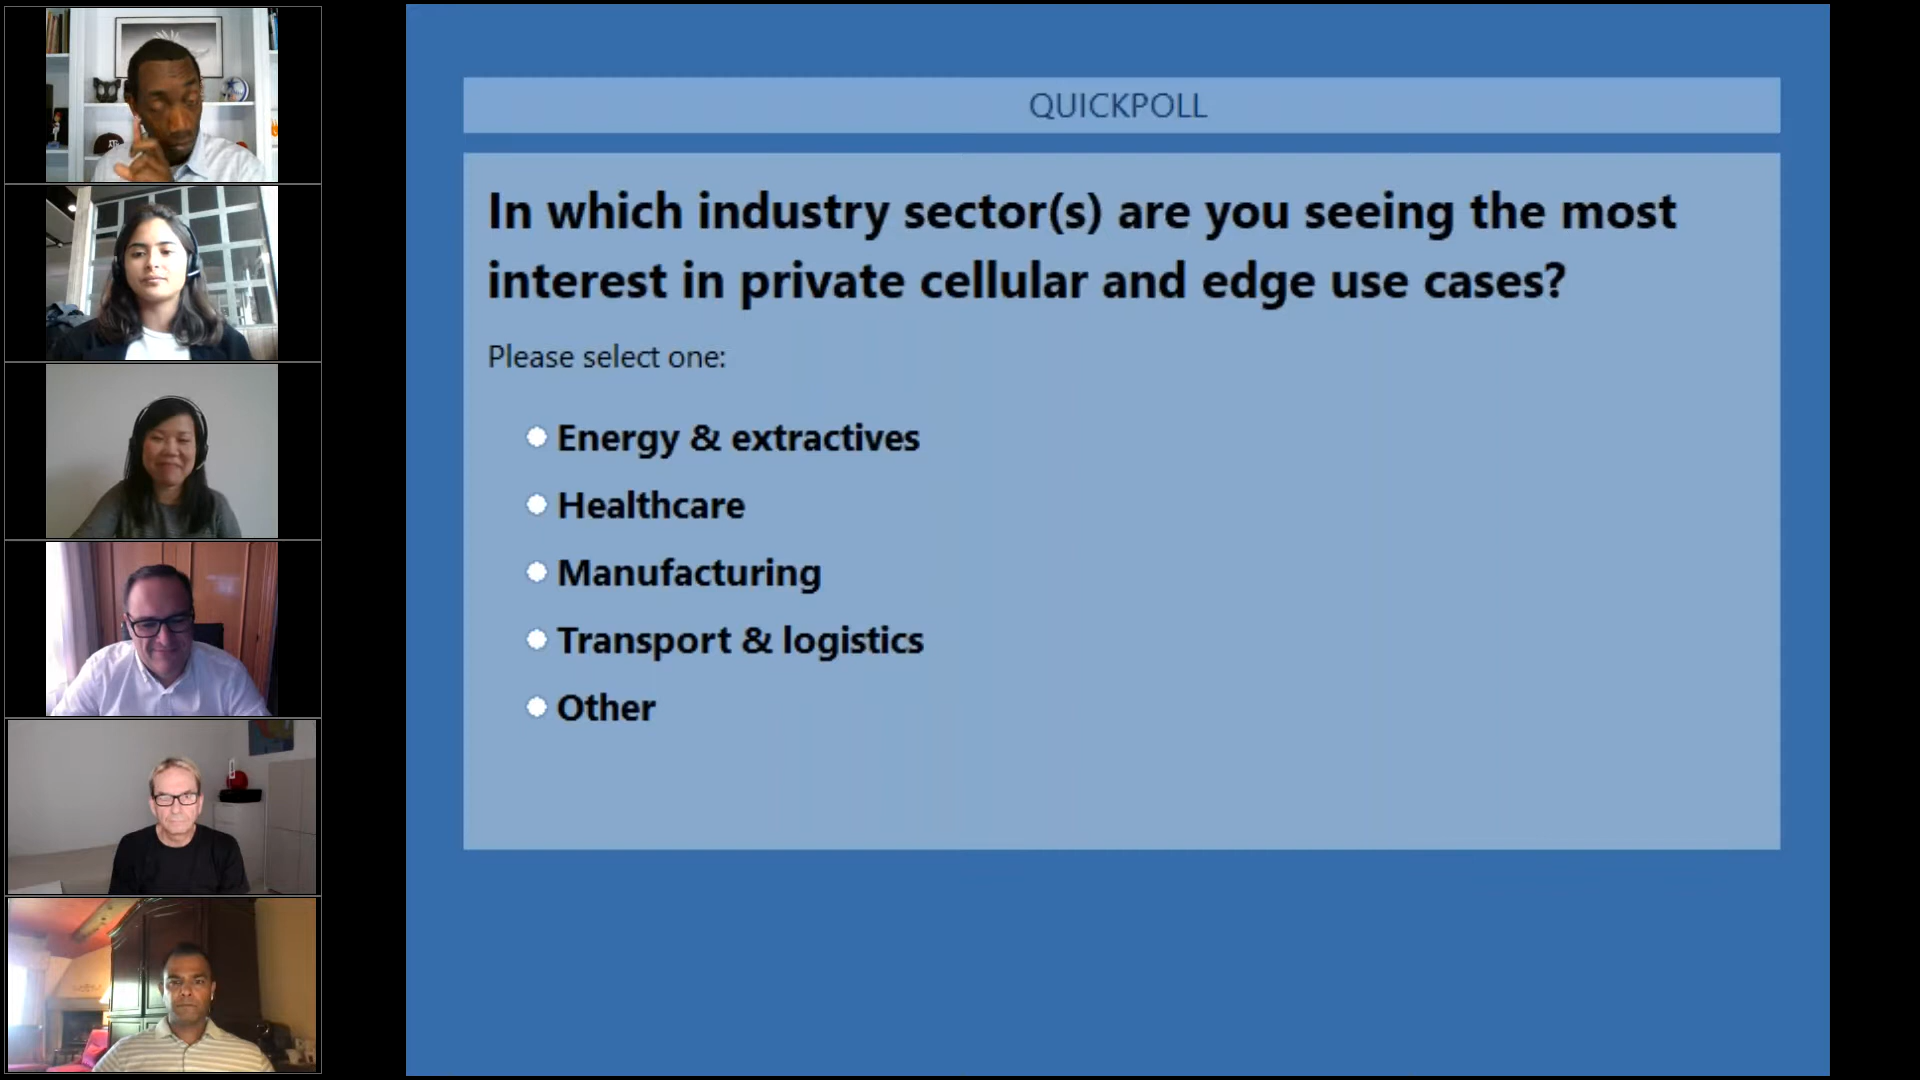 QUICKPOLL
In which industry sector(s) are you seeing the most
interest in private cellular and edge use cases?
Please select one:
Energy & extractives
Healthcare
Manufacturing
Transport & logistics
Other